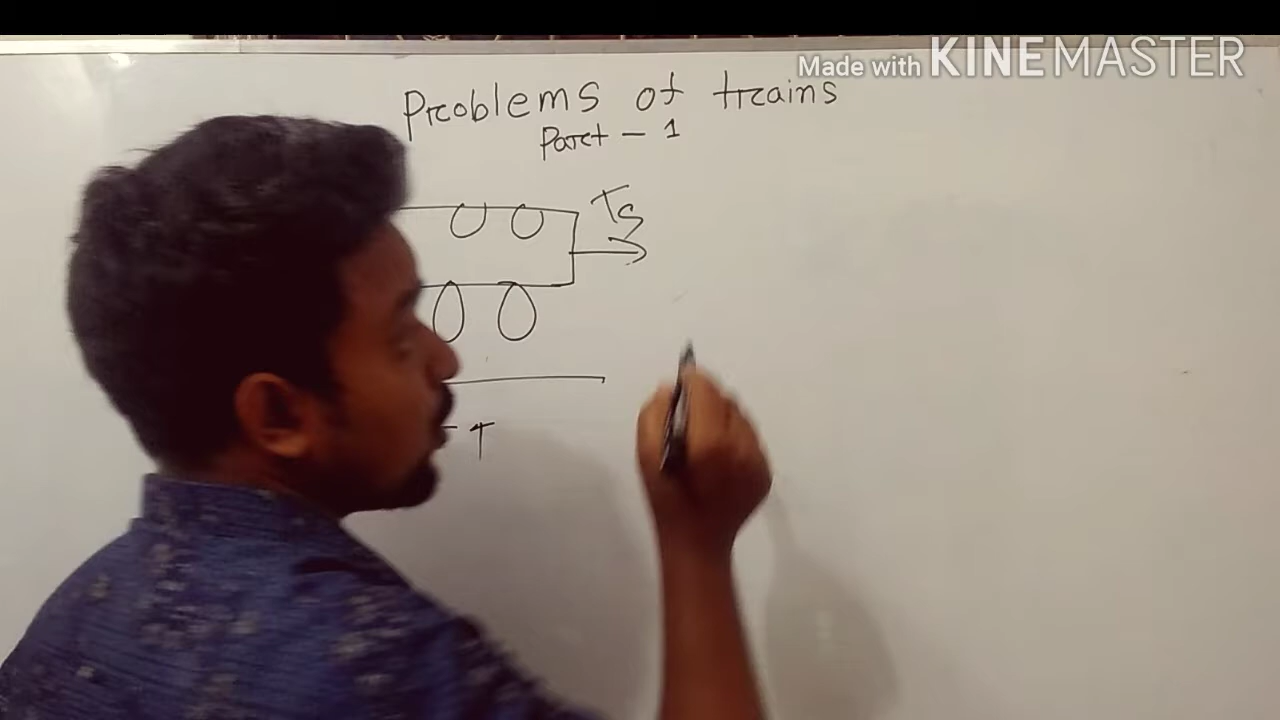 Made with KINEMASTER
Problems of trains
Part - 1
Ts
- T